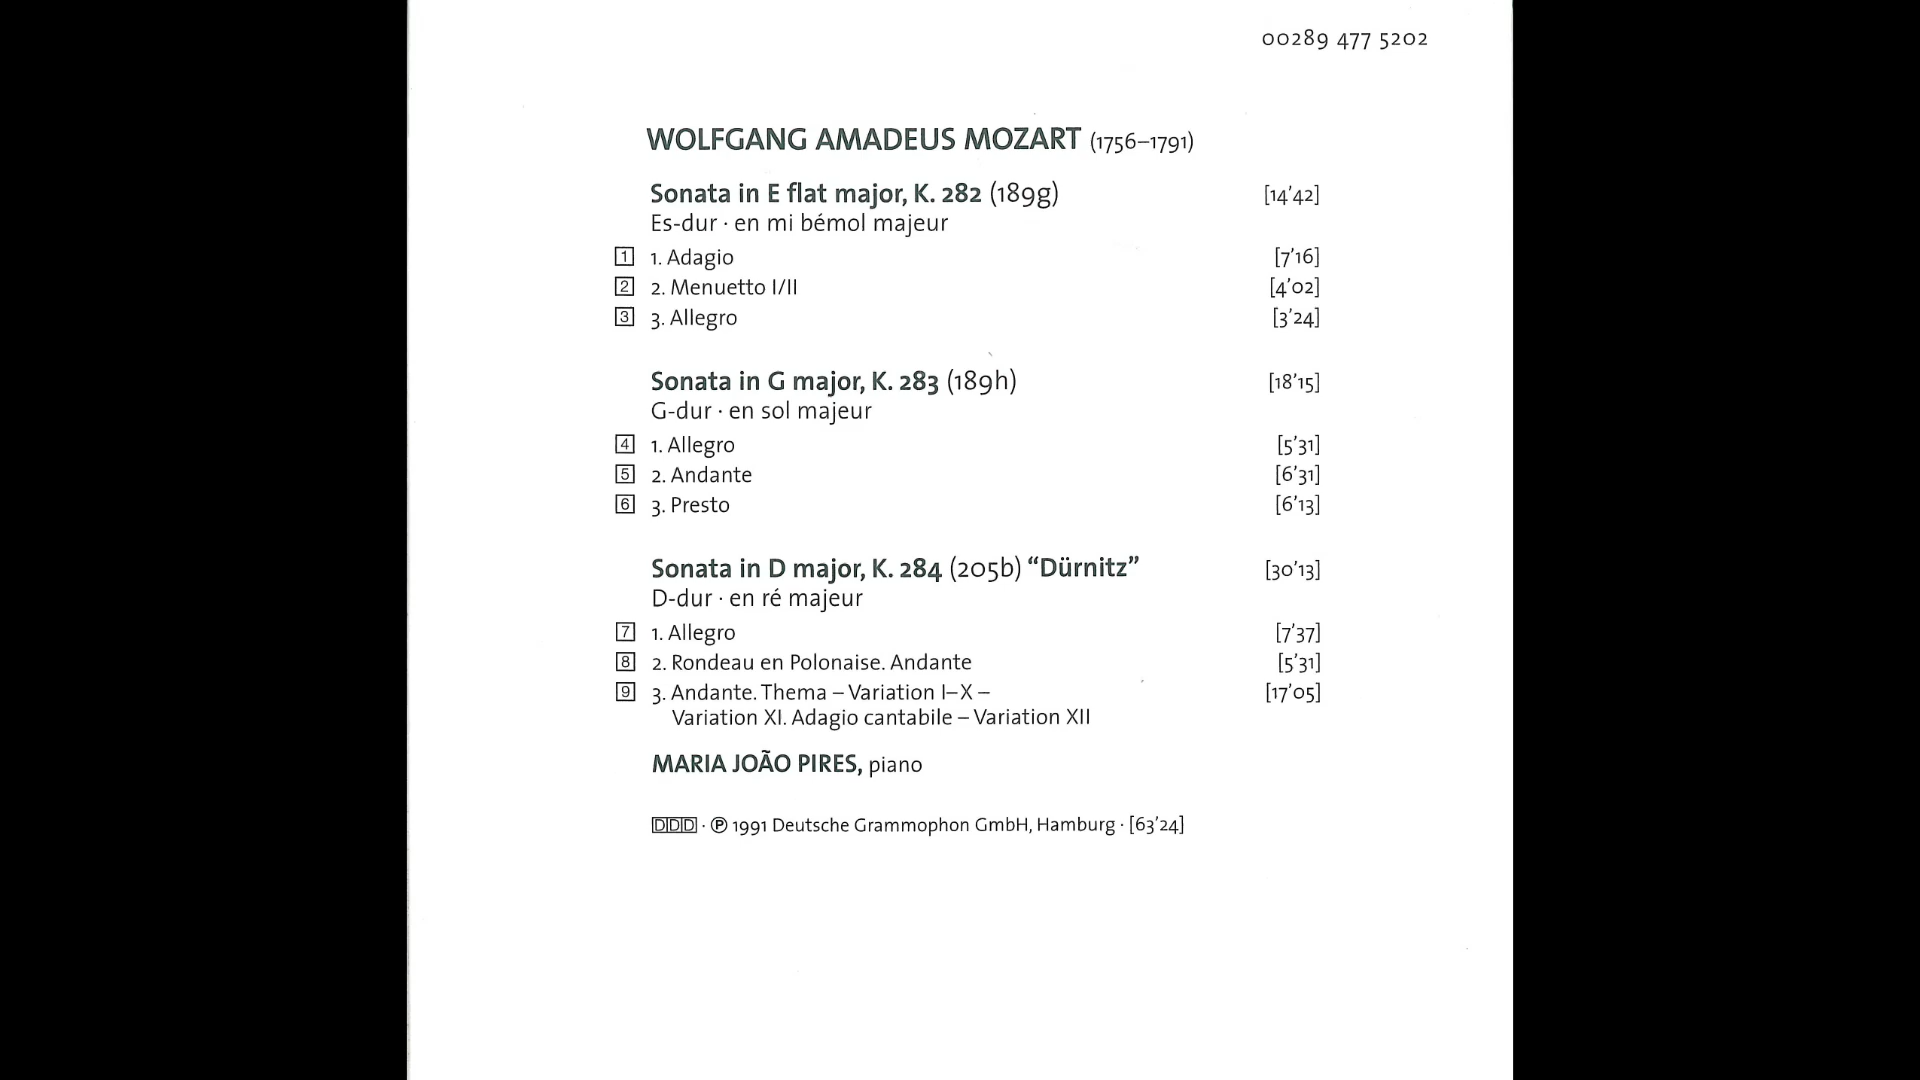 00289 477 5202
WOLFGANG AMADEUS MOZART (1756–1791)
Sonata in E flat major, K. 282 (189g) [14’42]
Es-dur · en mi bémol majeur
1 1. Adagio [7’16]
2 2. Menuetto I/II [4’02]
3 3. Allegro [3’24]
Sonata in G major, K. 283 (189h) [18’15]
G-dur · en sol majeur
4 1. Allegro [5’31]
5 2. Andante [6’31]
6 3. Presto [6’13]
Sonata in D major, K. 284 (205b) “Dürnitz” [30’13]
D-dur · en ré majeur
7 1. Allegro [7’37]
8 2. Rondeau en Polonaise. Andante [5’31]
9 3. Andante. Thema – Variation I–X – [17’05]
Variation XI. Adagio cantabile – Variation XII
MARIA JOÃO PIRES, piano
DDD · ℗ 1991 Deutsche Grammophon GmbH, Hamburg · [63’24]